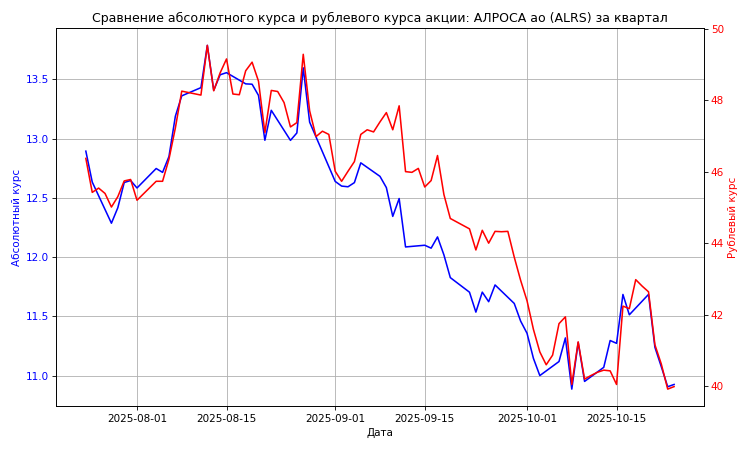 Сравнение абсолютного курса и рублевого курса акции: АЛРОСА ао (ALRS) за квартал
Абсолютный курс
13.5
13.0
12.5
12.0
11.5
11.0
50
48
46
44
42
40
Рублевый курс
2025-08-01 2025-08-15 2025-09-01 2025-09-15 2025-10-01 2025-10-15
Дата